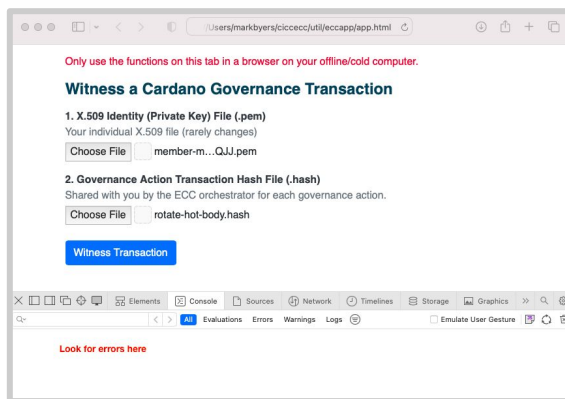 /Users/markbyers/ciccecc/util/eccapp/app.html
Only use the functions on this tab in a browser on your offline/cold computer.
Witness a Cardano Governance Transaction
1. X.509 Identity (Private Key) File (.pem)
Your individual X.509 file (rarely changes)
Choose File member-m...QJJ.pem
2. Governance Action Transaction Hash File (.hash)
Shared with you by the ECC orchestrator for each governance action.
Choose File rotate-hot-body.hash
Witness Transaction
Elements Console Sources Network Timelines Storage Graphics
All Evaluations Errors Warnings Logs Emulate User Gesture
Look for errors here